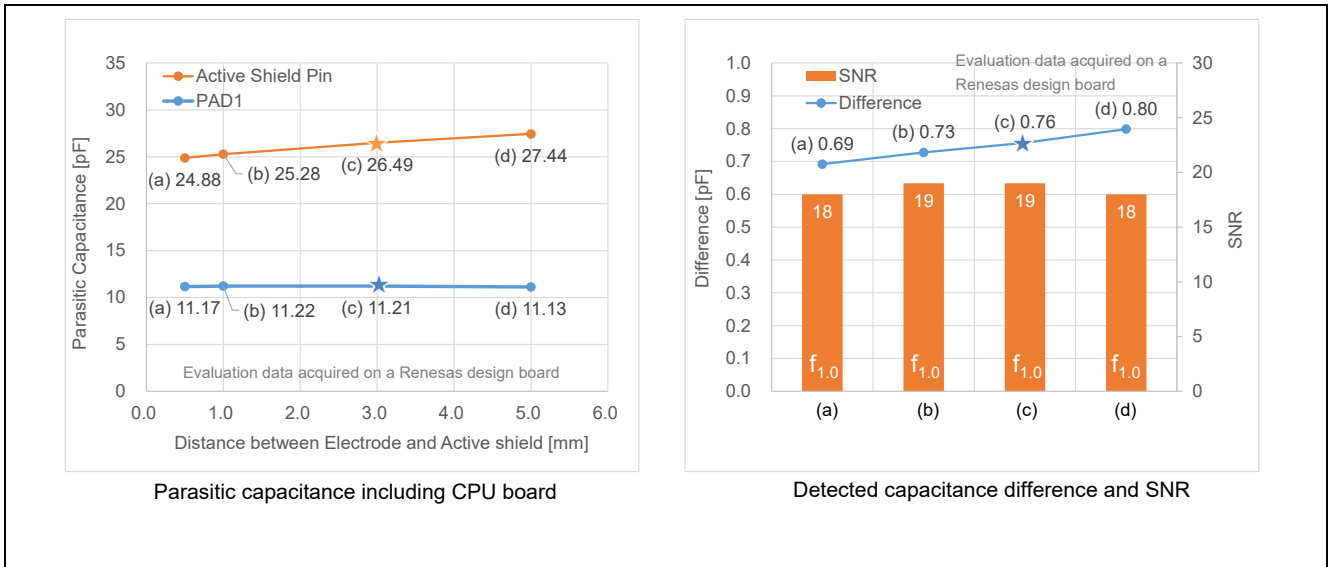 35
30
25
20
15
10
5
0
Parasitic Capacitance [pF]
Active Shield Pin
PAD1
(a) 24.88
(b) 25.28
(c) 26.49
(d) 27.44
(a) 11.17
(b) 11.22
(c) 11.21
(d) 11.13
Evaluation data acquired on a Renesas design board
0.0 1.0 2.0 3.0 4.0 5.0 6.0
Distance between Electrode and Active shield [mm]
Parasitic capacitance including CPU board
1.0
0.9
0.8
0.7
0.6
0.5
0.4
0.3
0.2
0.1
0.0
Difference [pF]
SNR
Difference
Evaluation data acquired on a
Renesas design board
(a) 0.69
(b) 0.73
(c) 0.76
(d) 0.80
18 19 19 18
f1.0 f1.0 f1.0 f1.0
(a) (b) (c) (d)
30
25
20
15
10
5
0
SNR
Detected capacitance difference and SNR